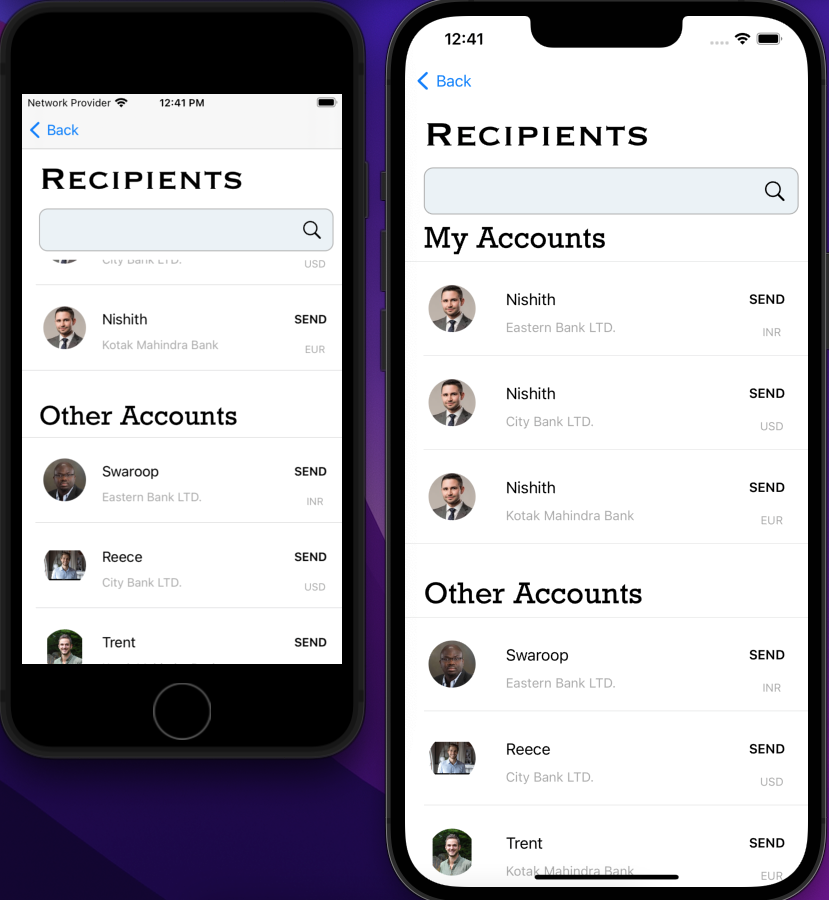 Network Provider 12:41 PM
Back
RECIPIENTS
City Bank LTD. USD
Nishith SEND
Kotak Mahindra Bank EUR
Other Accounts
Swaroop SEND
Eastern Bank LTD. INR
Reece SEND
City Bank LTD. USD
Trent SEND
12:41
Back
RECIPIENTS
My Accounts
Nishith SEND
Eastern Bank LTD. INR
Nishith SEND
City Bank LTD. USD
Nishith SEND
Kotak Mahindra Bank EUR
Other Accounts
Swaroop SEND
Eastern Bank LTD. INR
Reece SEND
City Bank LTD. USD
Trent SEND
Kotak Mahindra Bank EUR